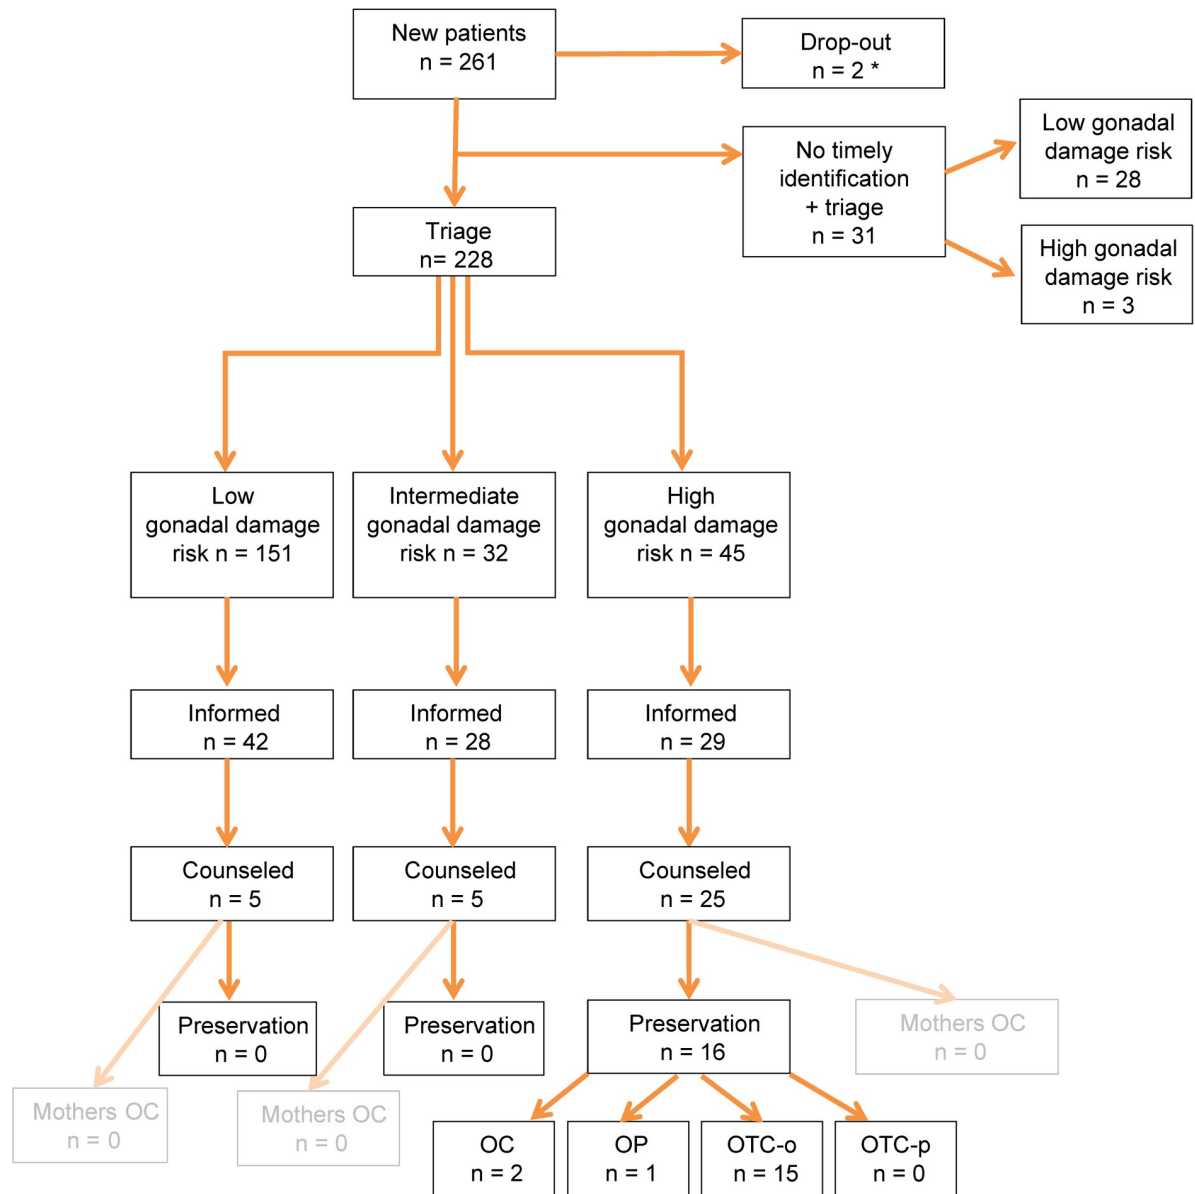 New patients
n = 261
Drop-out
n = 2 *
No timely
identification
+ triage
n = 31
Low gonadal
damage risk
n = 28
High gonadal
damage risk
n = 3
Triage
n= 228
Low
gonadal damage
risk n = 151
Intermediate
gonadal damage
risk n = 32
High
gonadal damage
risk n = 45
Informed
n = 42
Informed
n = 28
Informed
n = 29
Counseled
n = 5
Counseled
n = 5
Counseled
n = 25
Preservation
n = 0
Preservation
n = 0
Preservation
n = 16
Mothers OC
n = 0
Mothers OC
n = 0
Mothers OC
n = 0
OC
n = 2
OP
n = 1
OTC-o
n = 15
OTC-p
n = 0